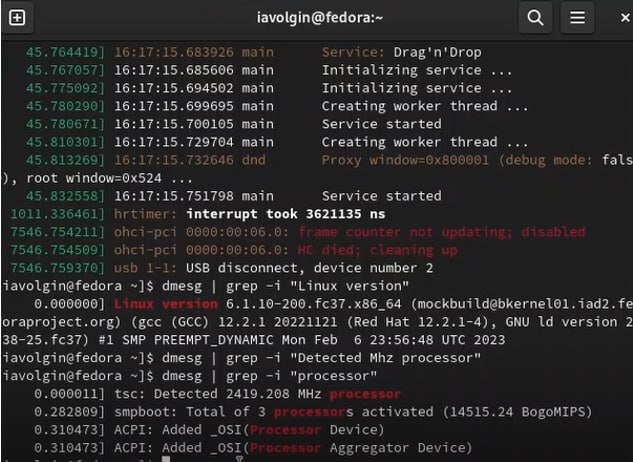 iavolgin@fedora:~
45.764419] 16:17:15.683926 main     Service: Drag'n'Drop
45.767057] 16:17:15.685606 main     Initializing service ...
45.775092] 16:17:15.694502 main     Initializing service ...
45.780290] 16:17:15.699695 main     Creating worker thread ...
45.780671] 16:17:15.700105 main     Service started
45.810301] 16:17:15.729704 main     Creating worker thread ...
45.813269] 16:17:15.732646 dnd      Proxy window=0x800001 (debug mode: fals
), root window=0x524 ...
45.832558] 16:17:15.751798 main     Service started
1011.336461] hrtimer: interrupt took 3621135 ns
7546.754211] ohci-pci 0000:00:06.0: frame counter not updating; disabled
7546.754509] ohci-pci 0000:00:06.0: HC died; cleaning up
7546.759370] usb 1-1: USB disconnect, device number 2
iavolgin@fedora ~]$ dmesg | grep -i "Linux version"
0.000000] Linux version 6.1.10-200.fc37.x86_64 (mockbuild@bkernel01.iad2.fe
oraproject.org) (gcc (GCC) 12.2.1 20221121 (Red Hat 12.2.1-4), GNU ld version 2
38-25.fc37) #1 SMP PREEMPT_DYNAMIC Mon Feb  6 23:56:48 UTC 2023
iavolgin@fedora ~]$ dmesg | grep -i "Detected Mhz processor"
iavolgin@fedora ~]$ dmesg | grep -i "processor"
0.000011] tsc: Detected 2419.208 MHz processor
0.282809] smpboot: Total of 3 processors activated (14515.24 BogoMIPS)
0.310473] ACPI: Added _OSI(Processor Device)
0.310473] ACPI: Added _OSI(Processor Aggregator Device)